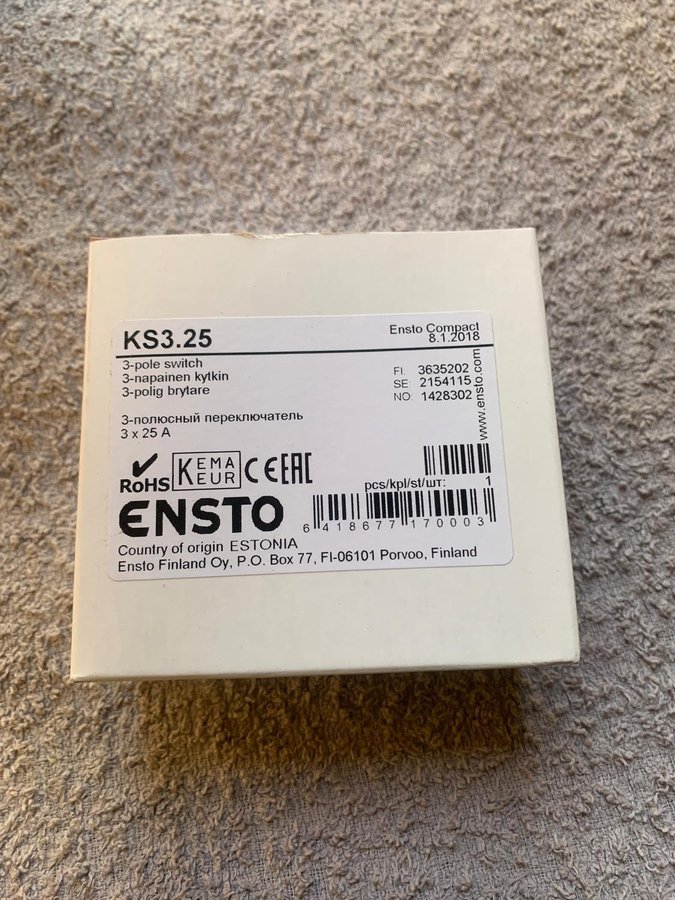 KS3.25
Ensto Compact
8.1.2018
3-pole switch
3-napainen kytkin
3-polig brytare
FI: 3635202
SE: 2154115
NO: 1428302
www.ensto.com
3-полюсный переключатель
3 x 25 A
RoHS
KEMA
KEUR
CE
EAC
pcs/kpl/st/шт: 1
ENSTO
6 418677 170003
Country of origin ESTONIA
Ensto Finland Oy, P.O. Box 77, FI-06101 Porvoo, Finland